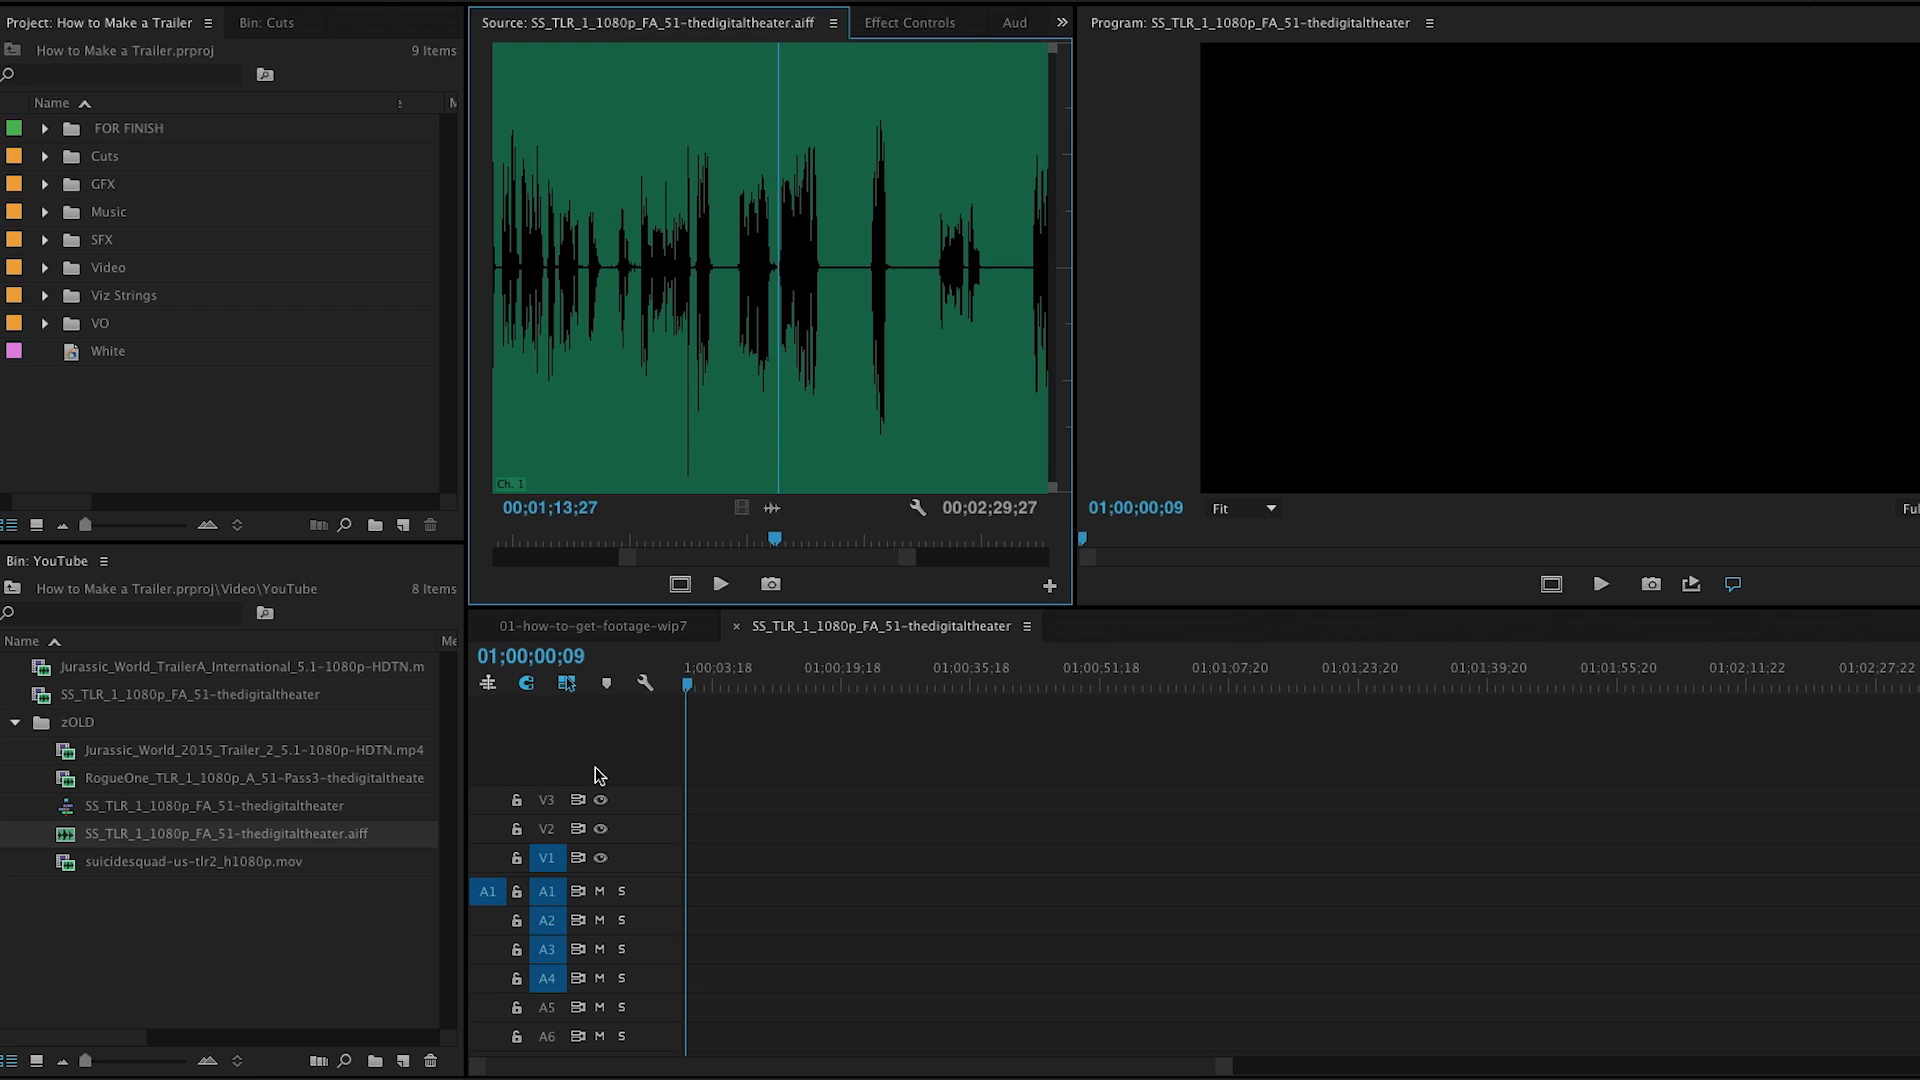 Project: How to Make a Trailer
Bin: Cuts
How to Make a Trailer.prproj
9 Items
Name
FOR FINISH
Cuts
GFX
Music
SFX
Video
Viz Strings
VO
White
Source: SS_TLR_1_1080p_FA_51-thedigitaltheater.aiff
Effect Controls
Aud
Ch. 1
00;01;13;27
00;02;29;27
Program: SS_TLR_1_1080p_FA_51-thedigitaltheater
01;00;00;09
Fit
Ful
Bin: YouTube
How to Make a Trailer.prproj\Video\YouTube
8 Items
Name
Me
Jurassic_World_TrailerA_International_5.1-1080p-HDTN.m
SS_TLR_1_1080p_FA_51-thedigitaltheater
zOLD
Jurassic_World_2015_Trailer_2_5.1-1080p-HDTN.mp4
RogueOne_TLR_1_1080p_A_51-Pass3-thedigitaltheate
SS_TLR_1_1080p_FA_51-thedigitaltheater
SS_TLR_1_1080p_FA_51-thedigitaltheater.aiff
suicidesquad-us-tlr2_h1080p.mov
01-how-to-get-footage-wip7
× SS_TLR_1_1080p_FA_51-thedigitaltheater
01;00;00;09
1;00;03;18 01;00;19;18 01;00;35;18 01;00;51;18 01;01;07;20 01;01;23;20 01;01;39;20 01;01;55;20 01;02;11;22 01;02;27;22
V3
V2
V1
A1 A1 M S
A2 M S
A3 M S
A4 M S
A5 M S
A6 M S